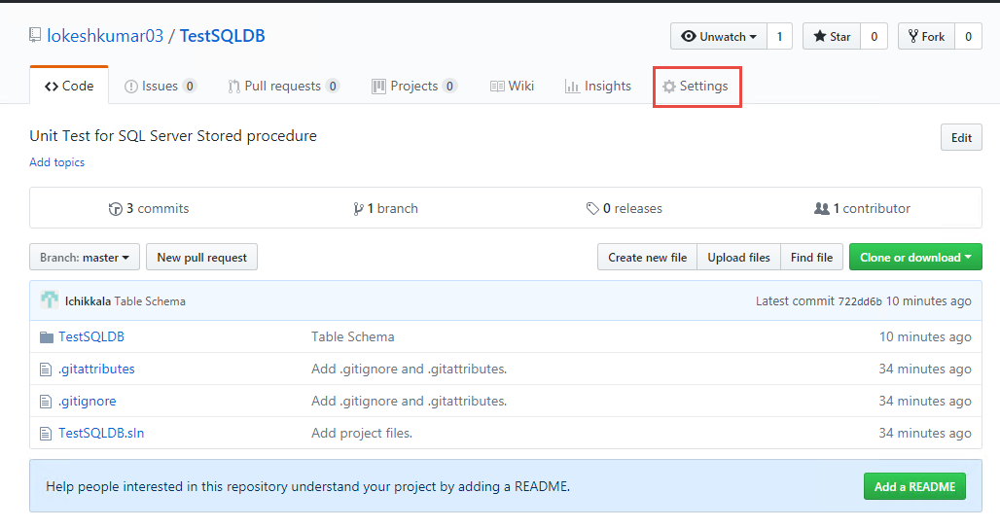 lokeshkumar03 / TestSQLDB Unwatch 1 Star 0 Fork 0
Code Issues 0 Pull requests 0 Projects 0 Wiki Insights Settings
Unit Test for SQL Server Stored procedure Edit
Add topics
3 commits 1 branch 0 releases 1 contributor
Branch: master New pull request Create new file Upload files Find file Clone or download
lchikkala Table Schema Latest commit 722dd6b 10 minutes ago
TestSQLDB Table Schema 10 minutes ago
.gitattributes Add .gitignore and .gitattributes. 34 minutes ago
.gitignore Add .gitignore and .gitattributes. 34 minutes ago
TestSQLDB.sln Add project files. 34 minutes ago
Help people interested in this repository understand your project by adding a README. Add a README